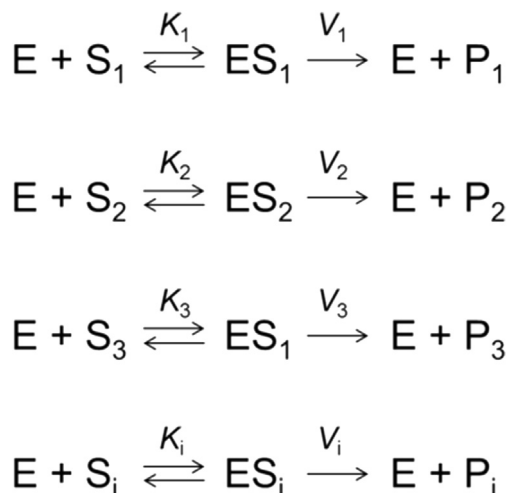 K₁ V₁
E + S₁ ⇌ ES₁ → E + P₁
K₂ V₂
E + S₂ ⇌ ES₂ → E + P₂
K₃ V₃
E + S₃ ⇌ ES₁ → E + P₃
Kᵢ Vᵢ
E + Sᵢ ⇌ ESᵢ → E + Pᵢ